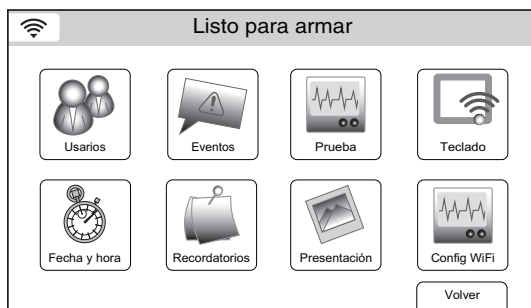 Listo para armar
Usarios
Eventos
Prueba
Teclado
Fecha y hora
Recordatorios
Presentación
Config WiFi
Volver